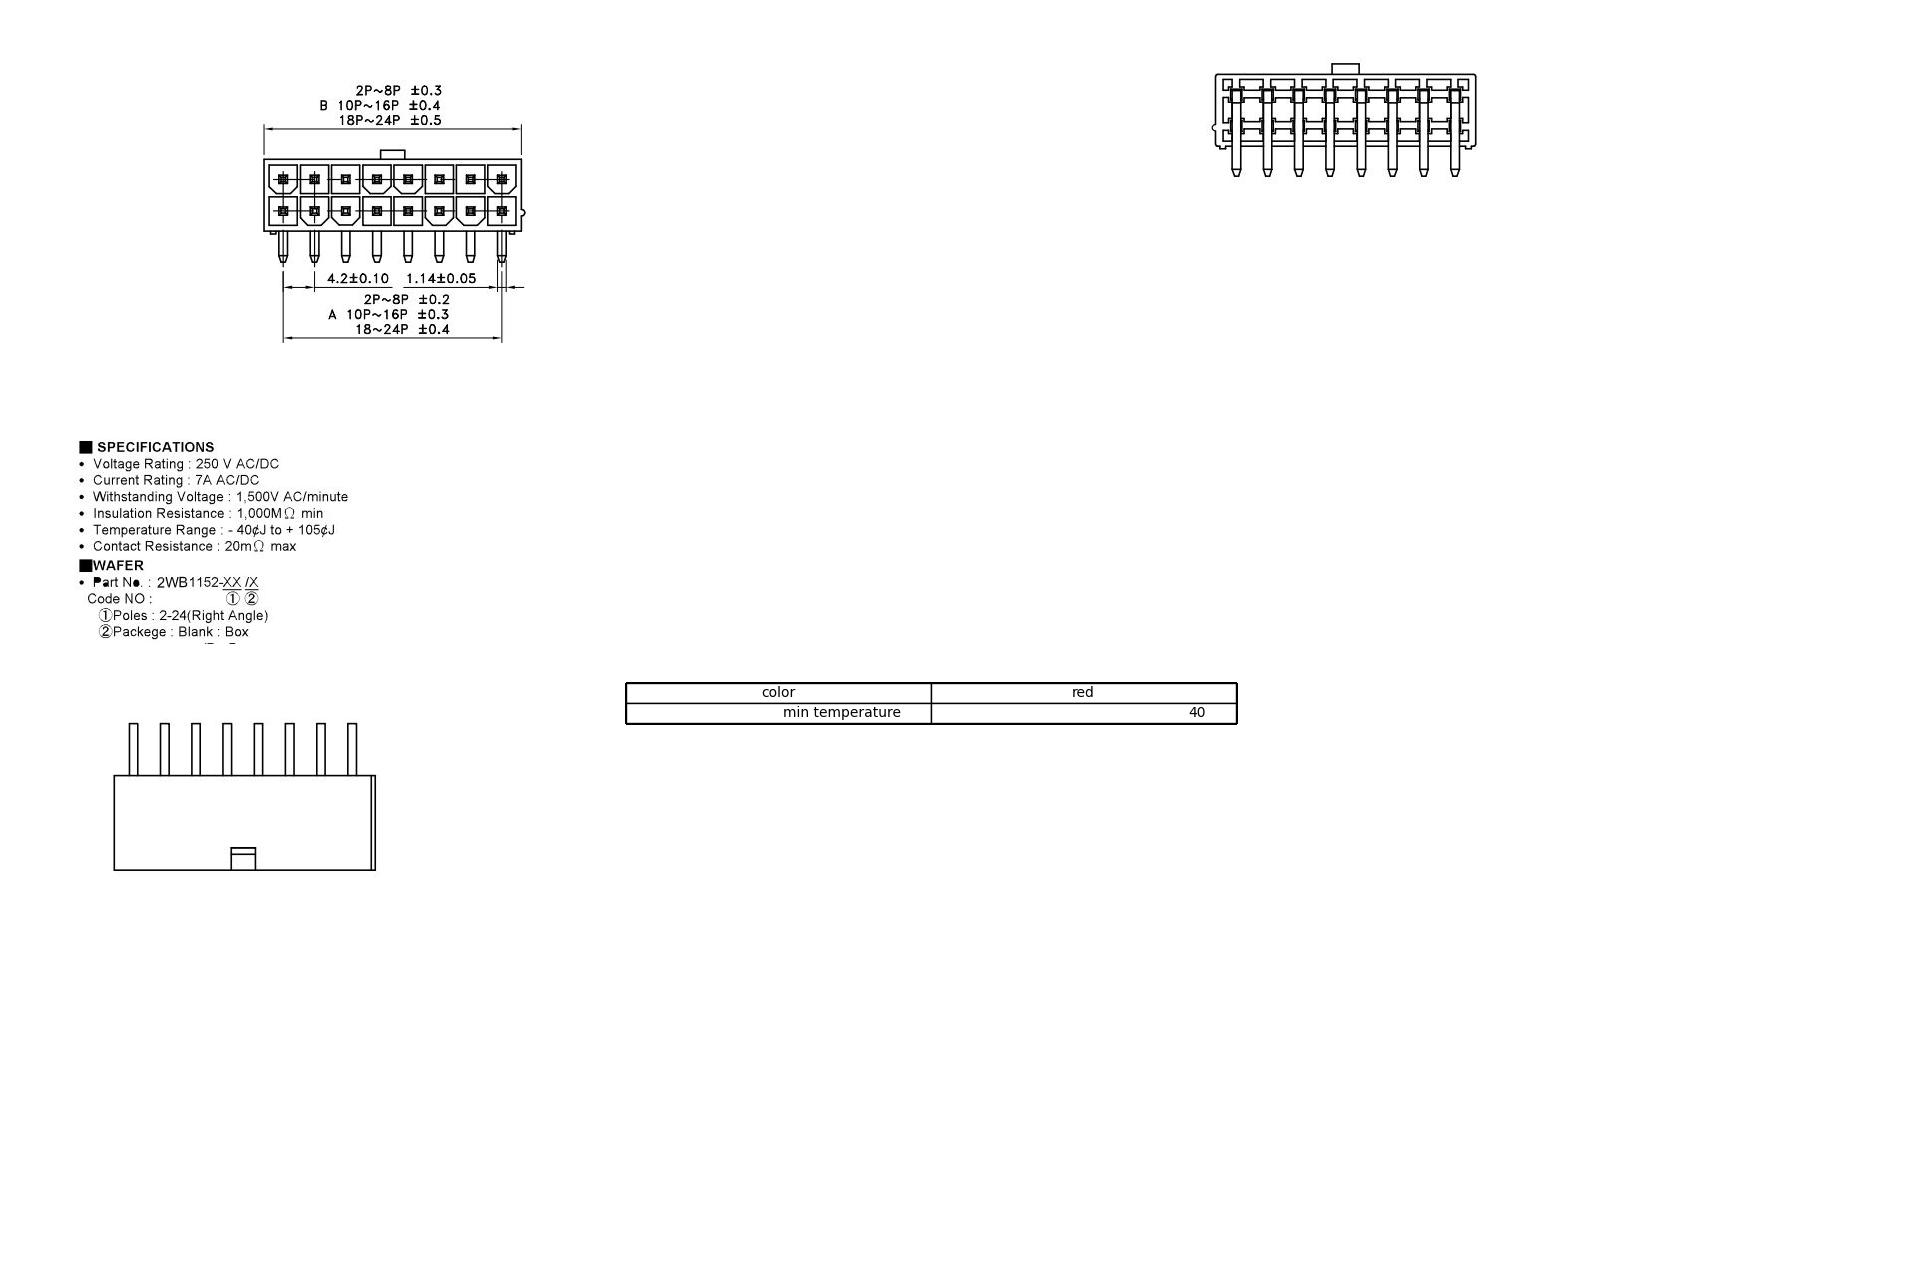 2P~8P ±0.3
B 10P~16P ±0.4
18P~24P ±0.5
4.2±0.10 1.14±0.05
2P~8P ±0.2
A 10P~16P ±0.3
18~24P ±0.4
SPECIFICATIONS
• Voltage Rating : 250 V AC/DC
• Current Rating : 7A AC/DC
• Withstanding Voltage : 1,500V AC/minute
• Insulation Resistance : 1,000MΩ min
• Temperature Range : - 40¢J to + 105¢J
• Contact Resistance : 20mΩ max
WAFER
• Part No. : 2WB1152-XX /X
Code NO : ① ②
①Poles : 2-24(Right Angle)
②Packege : Blank : Box
color red
min temperature 40